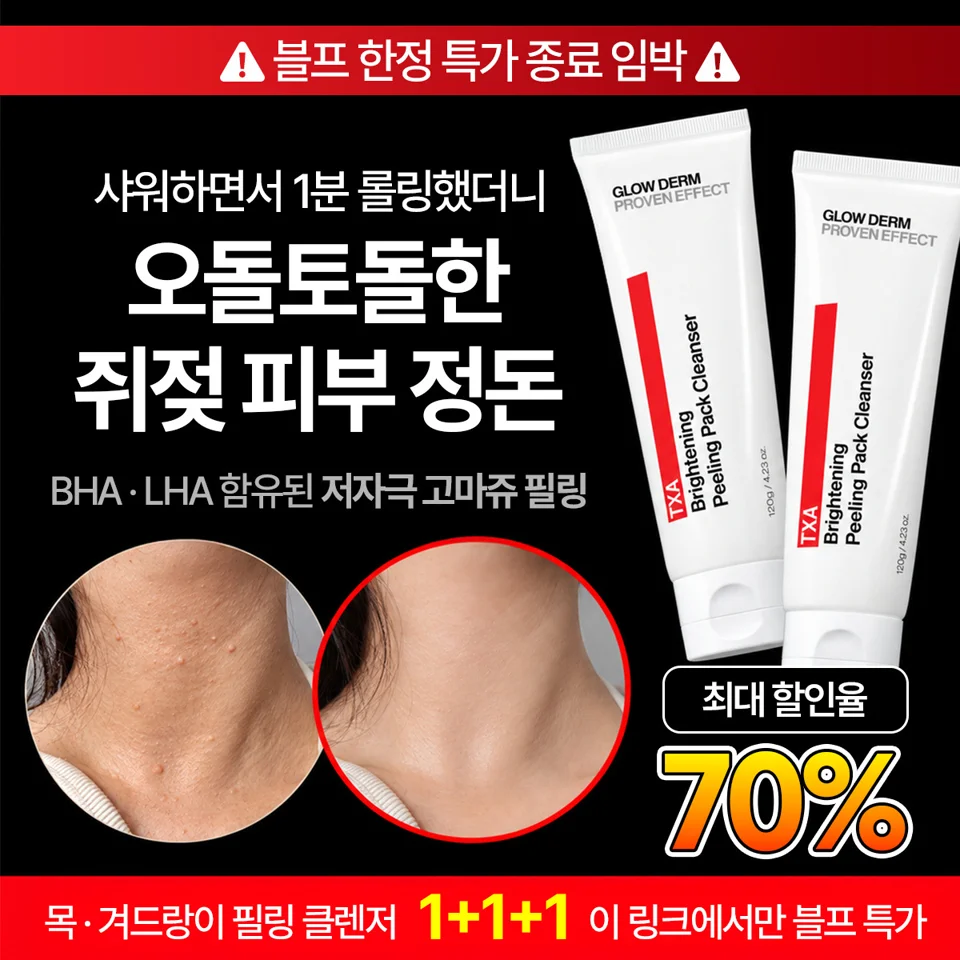 블프 한정 특가 종료 임박
샤워하면서 1분 롤링했더니
오돌토돌한
쥐젖 피부 정돈
BHA · LHA 함유된 저자극 고마쥬 필링
GLOW DERM
PROVEN EFFECT
TXA
Brightening
Peeling Pack Cleanser
120g / 4.23 oz.
GLOW DERM
PROVEN EFFECT
TXA
Brightening
Peeling Pack Cleanser
120g / 4.23 oz.
최대 할인율
70%
목 · 겨드랑이 필링 클렌저 1+1+1 이 링크에서만 블프 특가